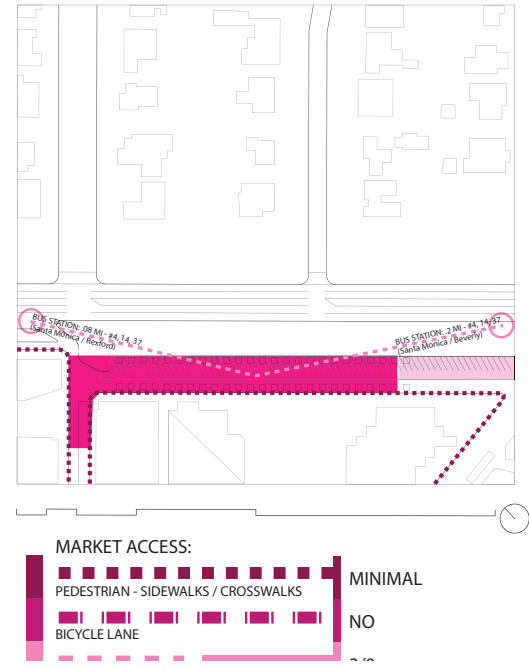 BUS STATION: .08 MI - #4, 14, 37
(Santa Monica / Rexford)
BUS STATION: .2 MI - #4, 14, 37
(Santa Monica / Beverly)
MARKET ACCESS:
PEDESTRIAN - SIDEWALKS / CROSSWALKS
MINIMAL
BICYCLE LANE
NO